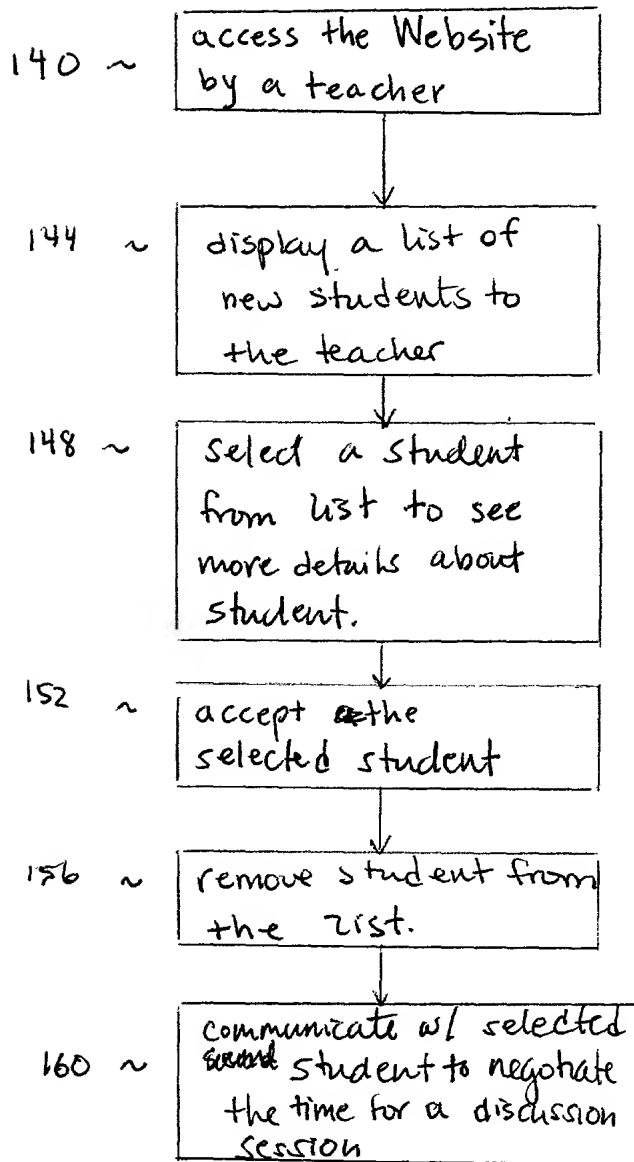 140 ~
access the Website
by a teacher
144 ~
display a list of
new students to
the teacher
148 ~
select a student
from list to see
more details about
student.
152 ~
accept the
selected student
156 ~
remove student from
the list.
160 ~
communicate w/ selected
student to negotiate
the time for a discussion
session